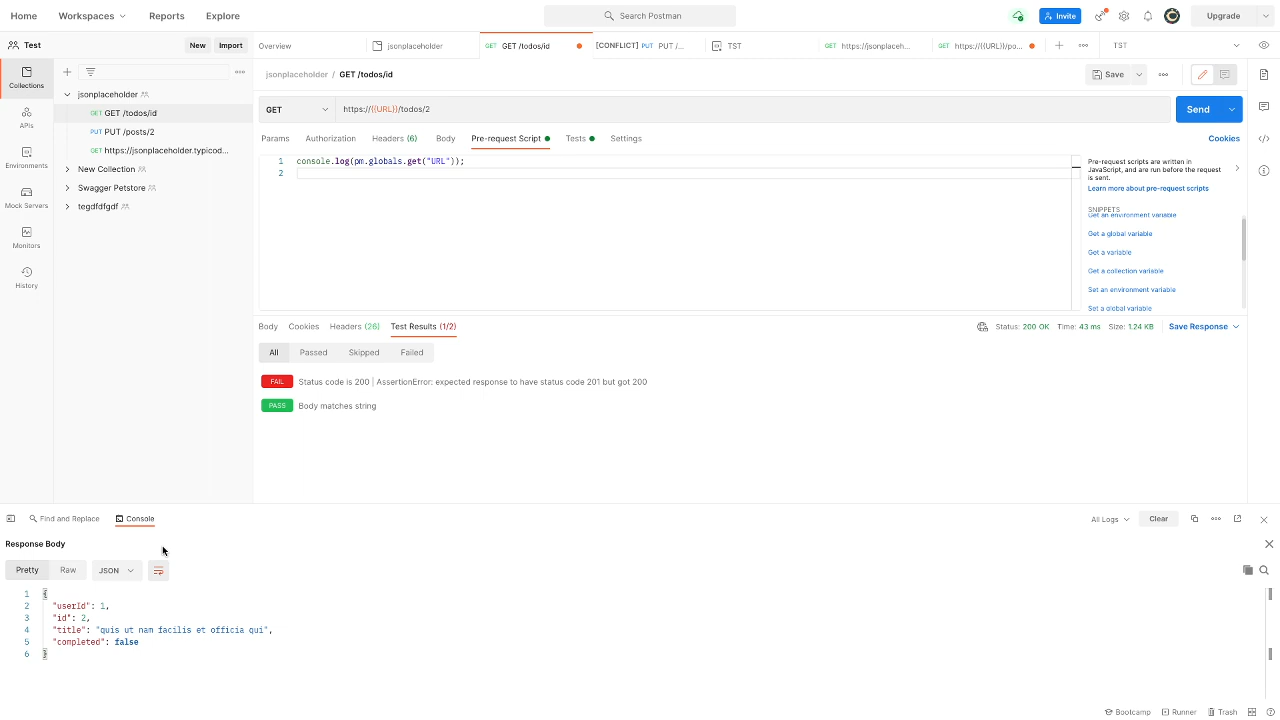 Home Workspaces Reports Explore Search Postman Invite Upgrade
Test New Import Overview jsonplaceholder GET GET /todos/id [CONFLICT] PUT PUT /... TST GET https://jsonplaceh... GET https://{{URL}}/po... TST
Collections
APIs
Environments
Mock Servers
Monitors
History
jsonplaceholder
GET GET /todos/id
PUT PUT /posts/2
GET https://jsonplaceholder.typicod...
New Collection
Swagger Petstore
tegdfdfgdf
jsonplaceholder / GET /todos/id Save
GET https://{{URL}}/todos/2 Send
Params Authorization Headers (6) Body Pre-request Script Tests Settings Cookies
1 console.log(pm.globals.get("URL"));
2
Pre-request scripts are written in
JavaScript, and are run before the request
is sent.
Learn more about pre-request scripts
SNIPPETS
Get an environment variable
Get a global variable
Get a variable
Get a collection variable
Set an environment variable
Set a global variable
Body Cookies Headers (26) Test Results (1/2) Status: 200 OK Time: 43 ms Size: 1.24 KB Save Response
All Passed Skipped Failed
FAIL Status code is 200 | AssertionError: expected response to have status code 201 but got 200
PASS Body matches string
Find and Replace Console All Logs Clear
Response Body
Pretty Raw JSON
1 {
2 "userId": 1,
3 "id": 2,
4 "title": "quis ut nam facilis et officia qui",
5 "completed": false
6 }
Bootcamp Runner Trash